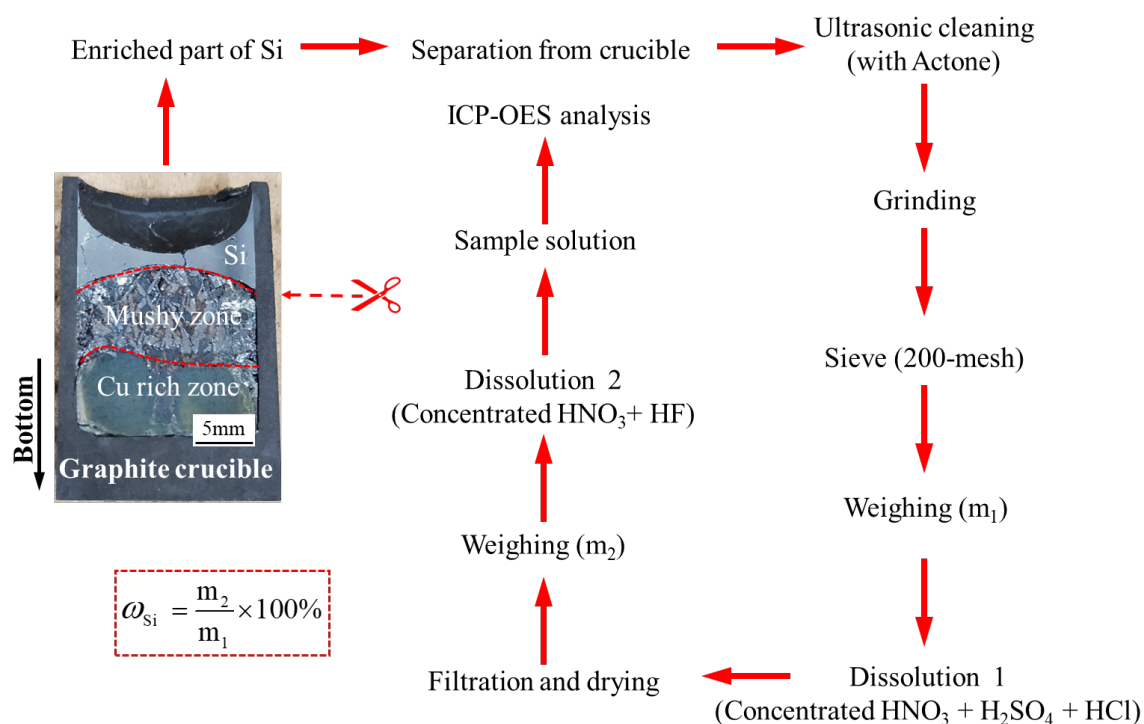 Enriched part of Si
Separation from crucible
Ultrasonic cleaning
(with Actone)
ICP-OES analysis
Grinding
Sample solution
Si
Mushy zone
Cu rich zone
5mm
Graphite crucible
Bottom
Sieve (200-mesh)
Dissolution 2
(Concentrated HNO₃+ HF)
Weighing (m₁)
Weighing (m₂)
ω_Si = m₂/m₁ ×100%
Filtration and drying
Dissolution 1
(Concentrated HNO₃ + H₂SO₄ + HCl)